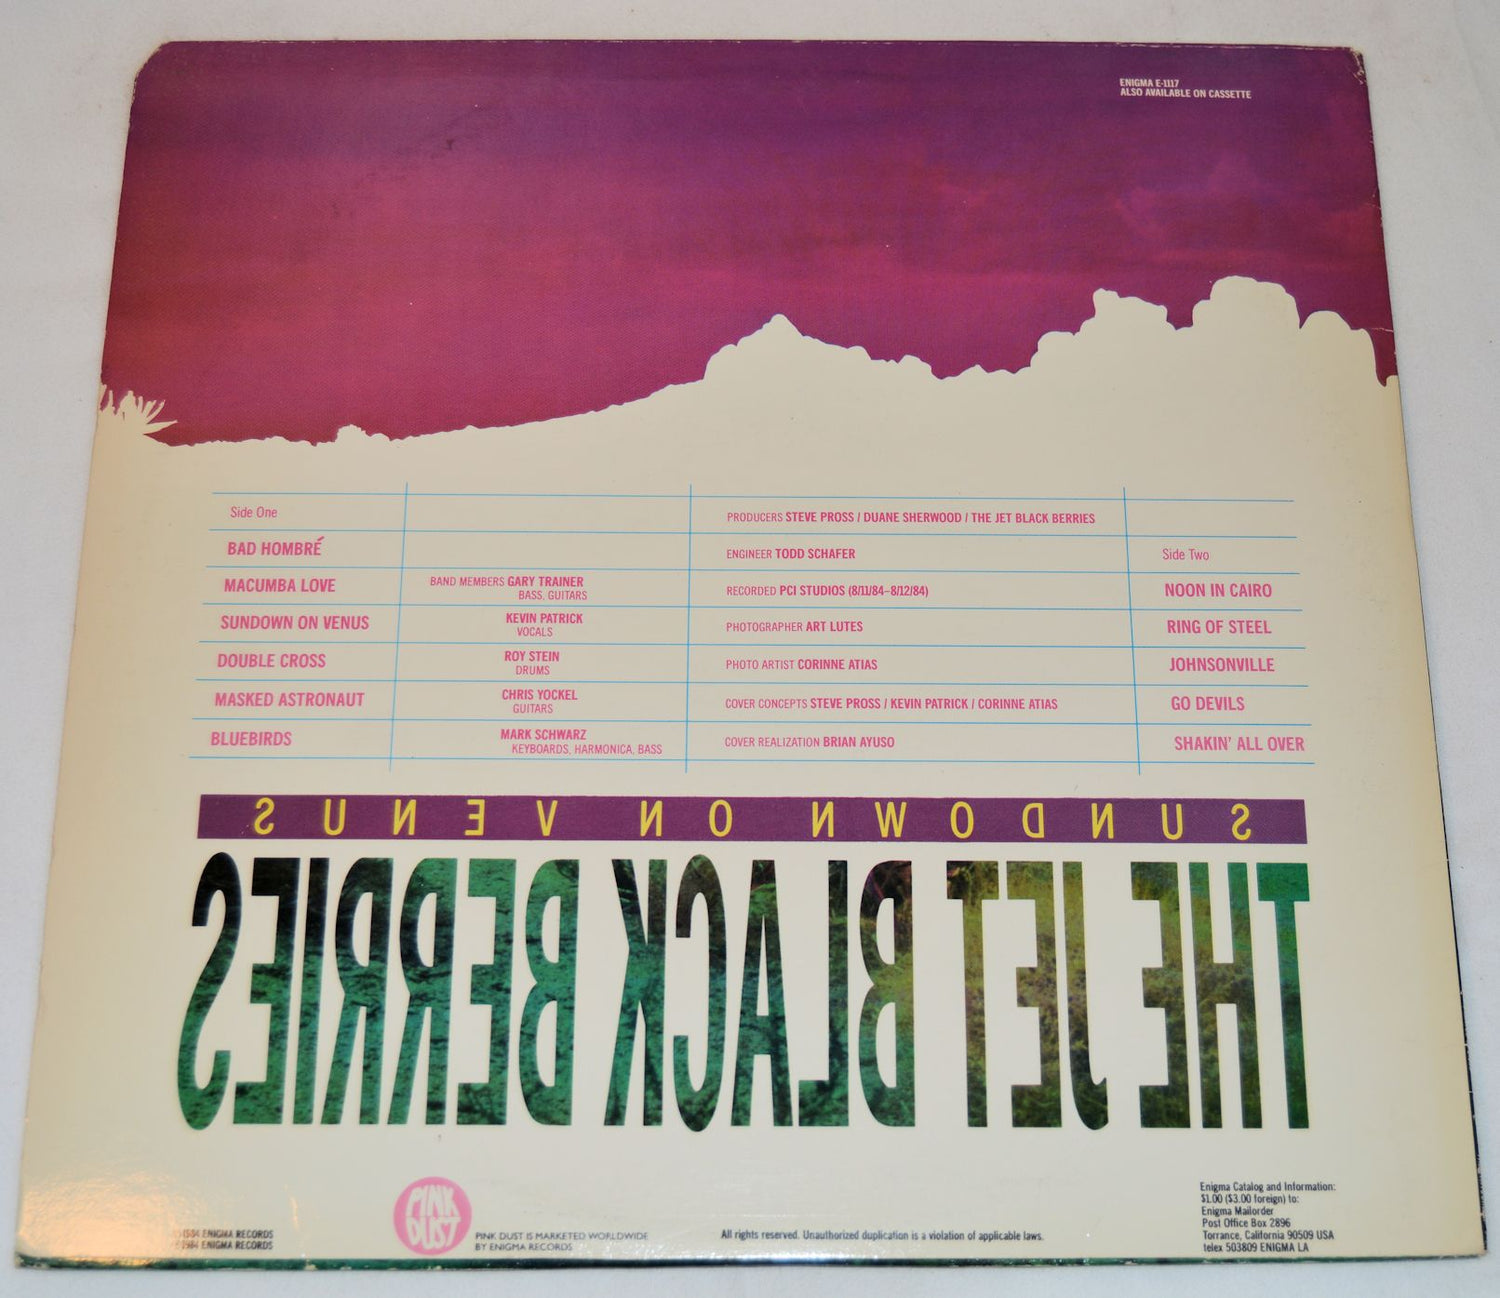 ENIGMA E-1117
ALSO AVAILABLE ON CASSETTE
Side One
BAD HOMBRÉ
MACUMBA LOVE
SUNDOWN ON VENUS
DOUBLE CROSS
MASKED ASTRONAUT
BLUEBIRDS
BAND MEMBERS GARY TRAINER
BASS, GUITARS
KEVIN PATRICK
VOCALS
ROY STEIN
DRUMS
CHRIS YOCKEL
GUITARS
MARK SCHWARZ
KEYBOARDS, HARMONICA, BASS
PRODUCERS STEVE PROSS / DUANE SHERWOOD / THE JET BLACK BERRIES
ENGINEER TODD SCHAFER
RECORDED PCI STUDIOS (8/11/84–8/12/84)
PHOTOGRAPHER ART LUTES
PHOTO ARTIST CORINNE ATIAS
COVER CONCEPTS STEVE PROSS / KEVIN PATRICK / CORINNE ATIAS
COVER REALIZATION BRIAN AYUSO
Side Two
NOON IN CAIRO
RING OF STEEL
JOHNSONVILLE
GO DEVILS
SHAKIN' ALL OVER
SUNDOWN ON VENUS
THE JET BLACK BERRIES
1984 ENIGMA RECORDS
1984 ENIGMA RECORDS
PINK
DUST
PINK DUST IS MARKETED WORLDWIDE
BY ENIGMA RECORDS
All rights reserved. Unauthorized duplication is a violation of applicable laws.
Enigma Catalog and Information:
$1.00 ($3.00 foreign) to:
Enigma Mailorder
Post Office Box 2896
Torrance, California 90509 USA
telex 503809 ENIGMA LA